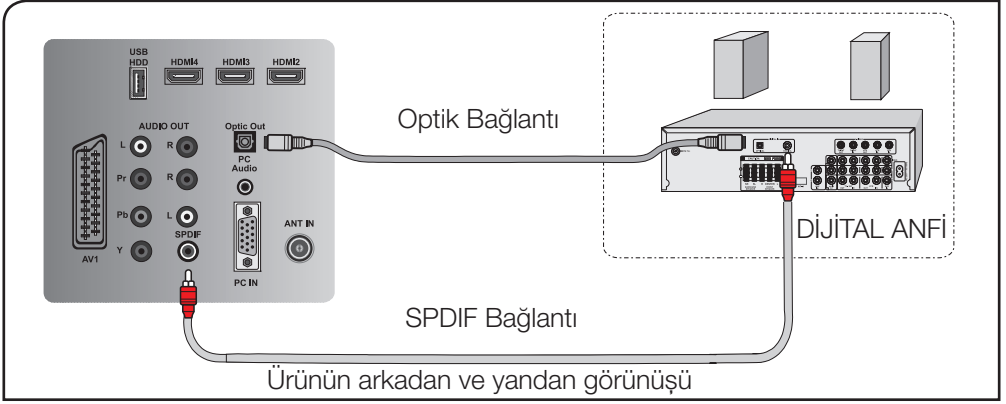 USB
HDD
HDMI4 HDMI3 HDMI2
AUDIO OUT
Optic Out
L R
PC
Audio
Pr R
Pb L
ANT IN
SPDIF
Y
AV1
PC IN
Optik Bağlantı
DİJİTAL ANFİ
SPDIF Bağlantı
Ürünün arkadan ve yandan görünüşü